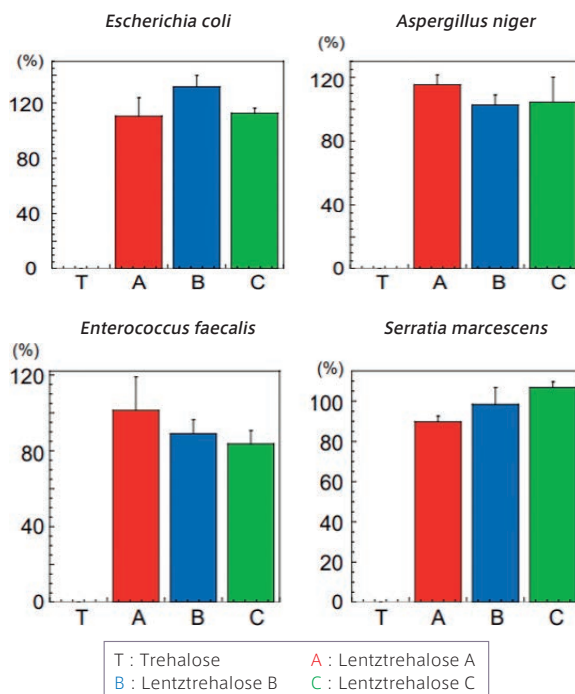 Escherichia coli
(%)
120
80
40
0
T A B C
Aspergillus niger
(%)
120
80
40
0
T A B C
Enterococcus faecalis
(%)
120
80
40
0
T A B C
Serratia marcescens
(%)
100
80
60
40
20
0
T A B C
T : Trehalose A : Lentztrehalose A
B : Lentztrehalose B C : Lentztrehalose C